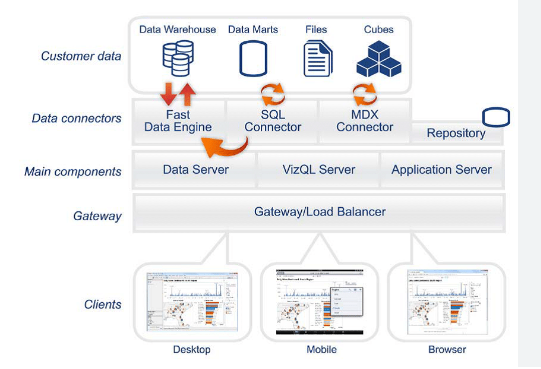 Customer data
Data Warehouse
Data Marts
Files
Cubes
Data connectors
Fast
Data Engine
SQL
Connector
MDX
Connector
Repository
Main components
Data Server
VizQL Server
Application Server
Gateway
Gateway/Load Balancer
Clients
Desktop
Mobile
Browser